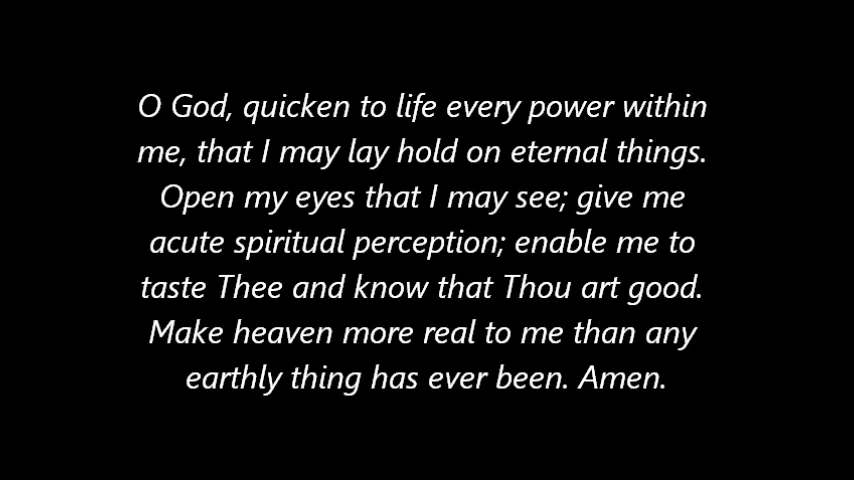 O God, quicken to life every power within
me, that I may lay hold on eternal things.
Open my eyes that I may see; give me
acute spiritual perception; enable me to
taste Thee and know that Thou art good.
Make heaven more real to me than any
earthly thing has ever been. Amen.